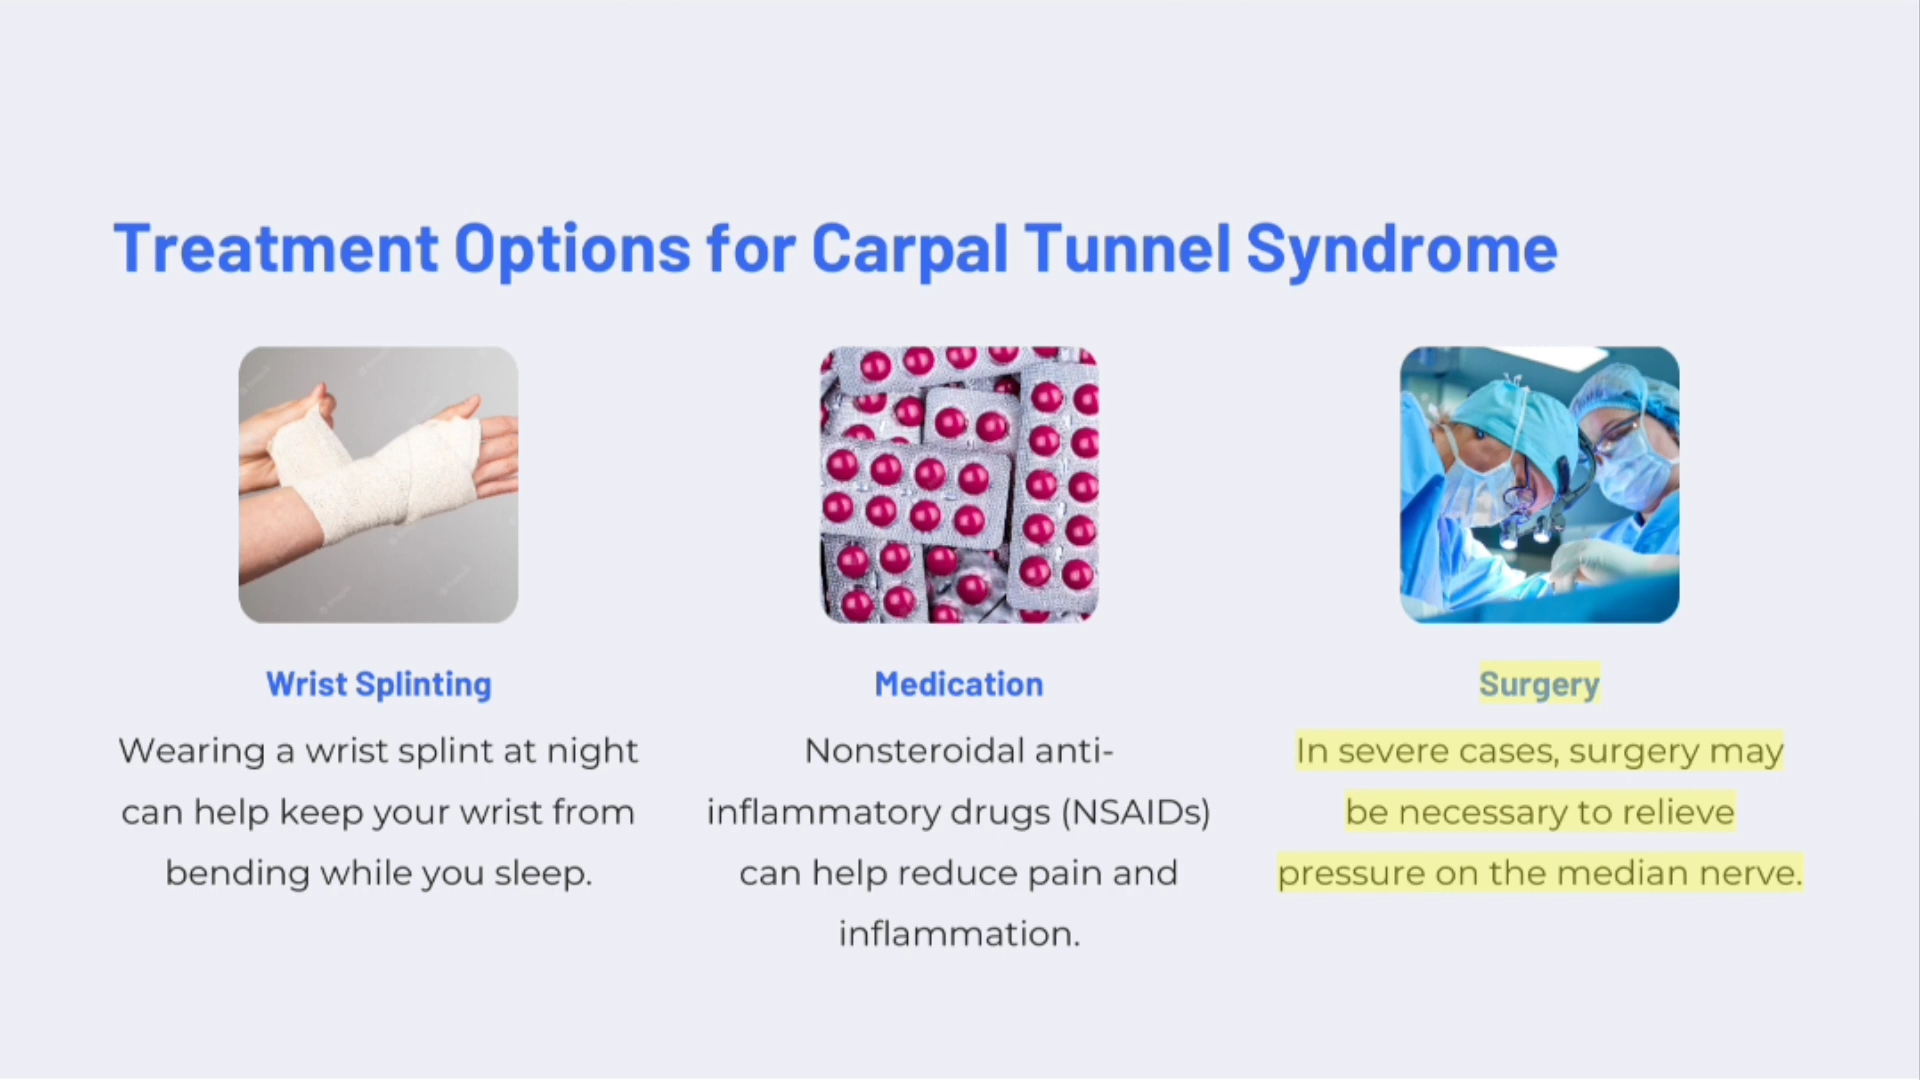 Treatment Options for Carpal Tunnel Syndrome
Wrist Splinting
Wearing a wrist splint at night
can help keep your wrist from
bending while you sleep.
Medication
Nonsteroidal anti-
inflammatory drugs (NSAIDs)
can help reduce pain and
inflammation.
Surgery
In severe cases, surgery may
be necessary to relieve
pressure on the median nerve.